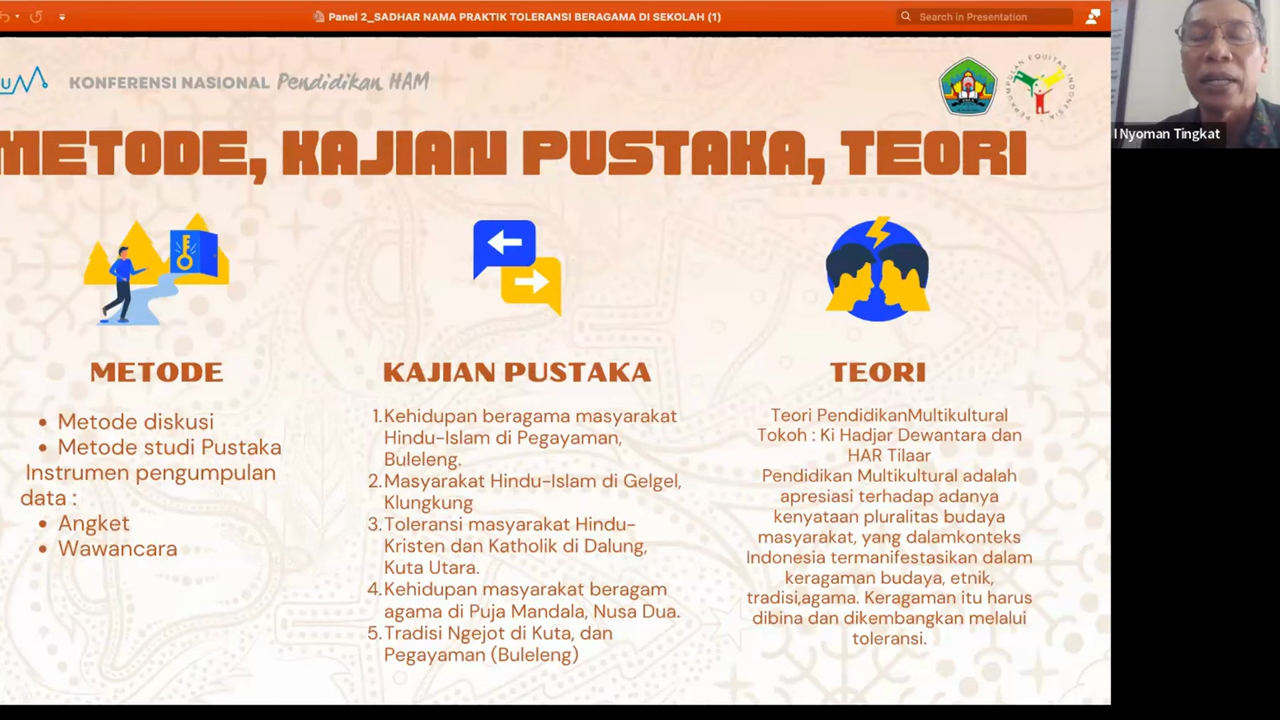 Panel 2_SADHAR NAMA PRAKTIK TOLERANSI BERAGAMA DI SEKOLAH (1)
Search in Presentation
KONFERENSI NASIONAL Pendidikan HAM
PERKUMPULAN EQUITAS INDONESIA
I Nyoman Tingkat
METODE, KAJIAN PUSTAKA, TEORI
METODE
• Metode diskusi
• Metode studi Pustaka
Instrumen pengumpulan
data :
• Angket
• Wawancara
KAJIAN PUSTAKA
1.Kehidupan beragama masyarakat
Hindu-Islam di Pegayaman,
Buleleng.
2.Masyarakat Hindu-Islam di Gelgel,
Klungkung
3.Toleransi masyarakat Hindu-
Kristen dan Katholik di Dalung,
Kuta Utara.
4.Kehidupan masyarakat beragam
agama di Puja Mandala, Nusa Dua.
5.Tradisi Ngejot di Kuta, dan
Pegayaman (Buleleng)
TEORI
Teori PendidikanMultikultural
Tokoh : Ki Hadjar Dewantara dan
HAR Tilaar
Pendidikan Multikultural adalah
apresiasi terhadap adanya
kenyataan pluralitas budaya
masyarakat, yang dalamkonteks
Indonesia termanifestasikan dalam
keragaman budaya, etnik,
tradisi,agama. Keragaman itu harus
dibina dan dikembangkan melalui
toleransi.